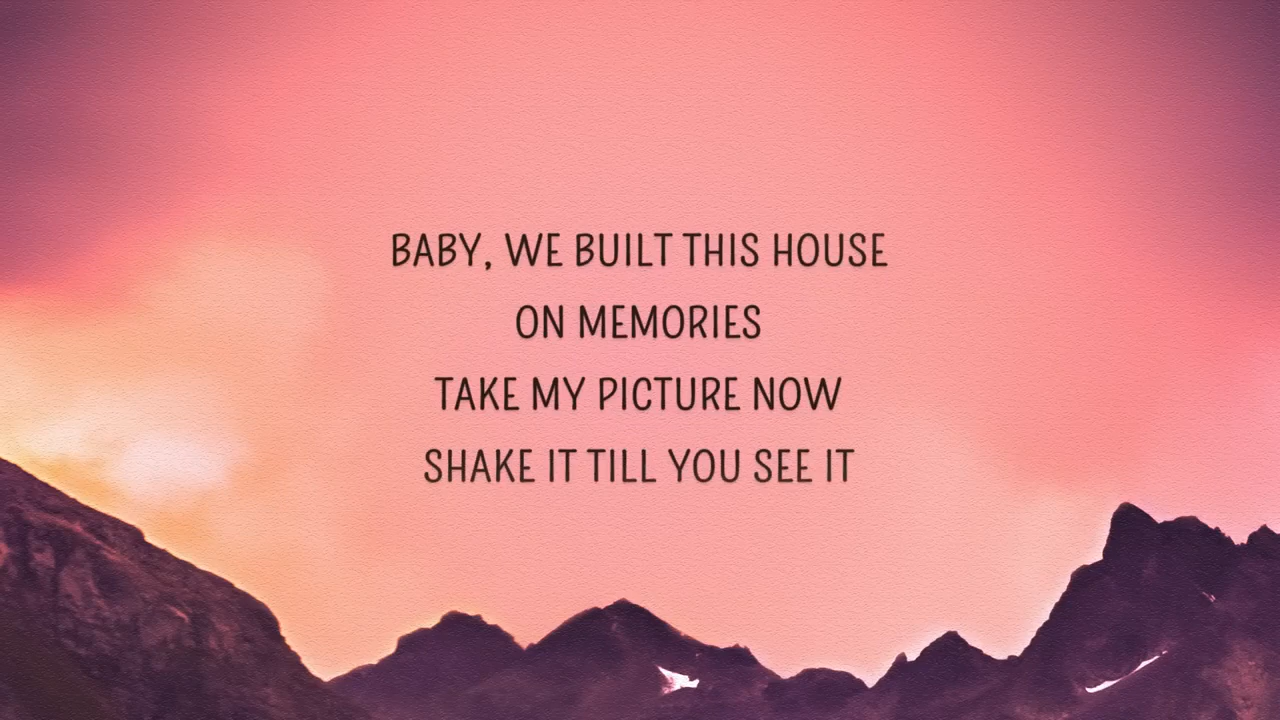 BABY, WE BUILT THIS HOUSE
ON MEMORIES
TAKE MY PICTURE NOW
SHAKE IT TILL YOU SEE IT